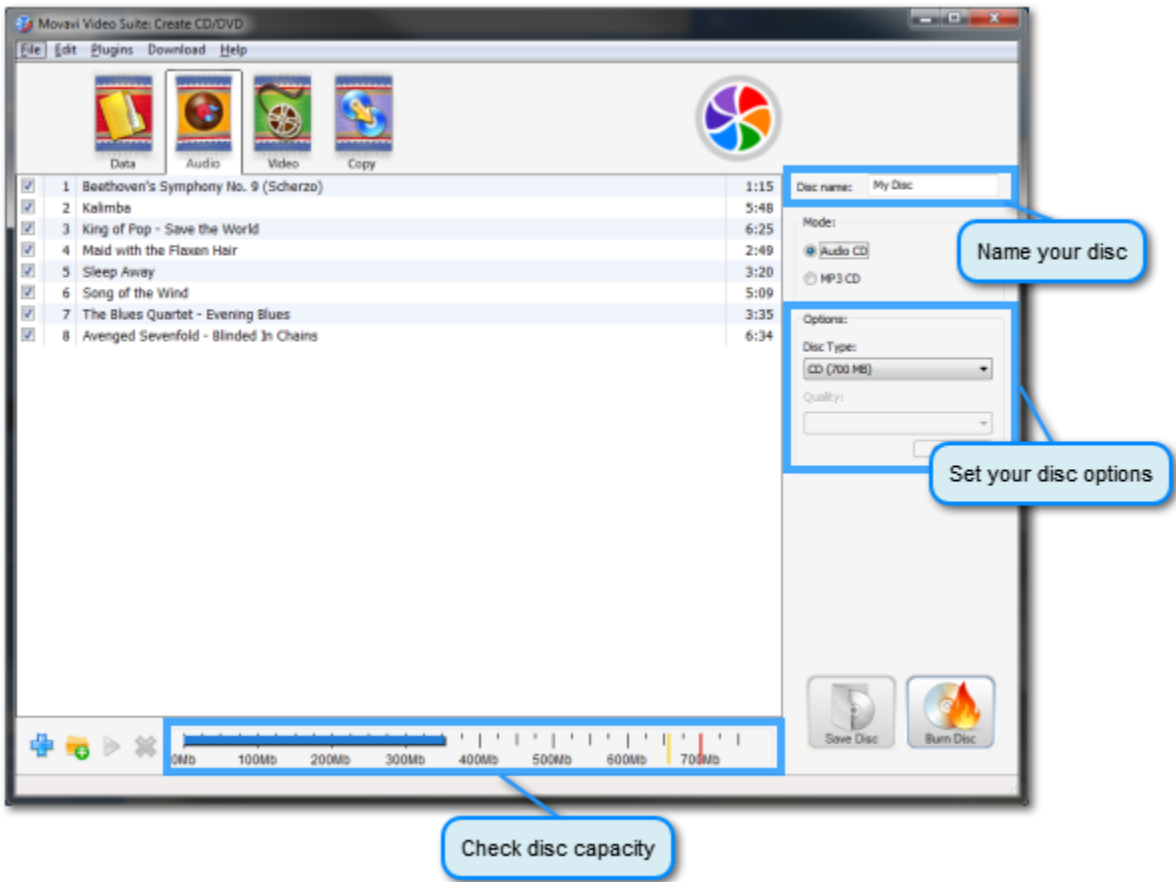 Movavi Video Suite: Create CD/DVD
File Edit Plugins Download Help
Data Audio Video Copy
1 Beethoven's Symphony No. 9 (Scherzo) 1:15
2 Kalimba 5:48
3 King of Pop - Save the World 6:25
4 Maid with the Flaxen Hair 2:49
5 Sleep Away 3:20
6 Song of the Wind 5:09
7 The Blues Quartet - Evening Blues 3:35
8 Avenged Sevenfold - Blinded In Chains 6:34
Disc name: My Disc
Mode:
Audio CD
MP3 CD
Name your disc
Options:
Disc Type:
CD (700 MB)
Quality:
Set your disc options
Save Disc Burn Disc
0Mb 100Mb 200Mb 300Mb 400Mb 500Mb 600Mb 700Mb
Check disc capacity